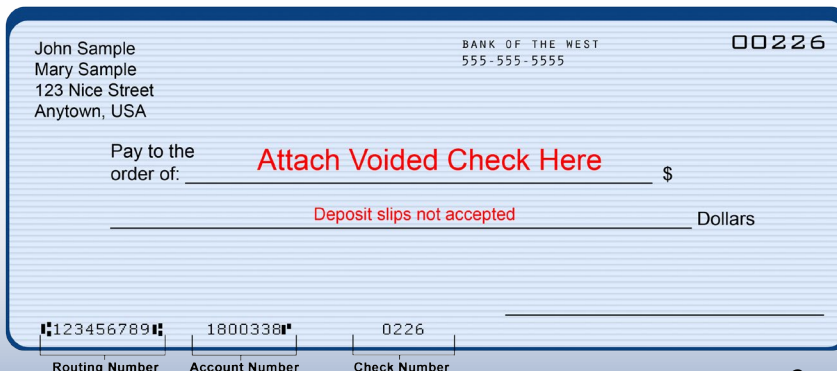 John Sample
Mary Sample
123 Nice Street
Anytown, USA
BANK OF THE WEST
555-555-5555
00226
Pay to the
order of: Attach Voided Check Here $
Deposit slips not accepted Dollars
⑆123456789⑆ 1800338⑈ 0226
Routing Number Account Number Check Number